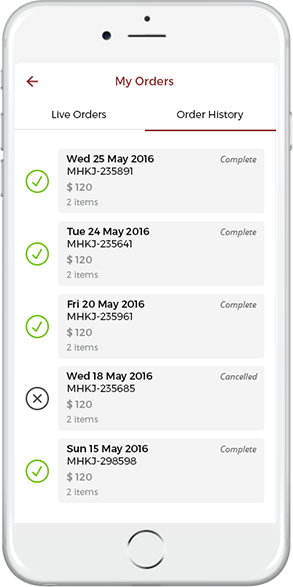 My Orders
Live Orders Order History
Wed 25 May 2016 Complete
MHKJ-235891
$ 120
2 items
Tue 24 May 2016 Complete
MHKJ-235641
$ 120
2 items
Fri 20 May 2016 Complete
MHKJ-235961
$ 120
2 items
Wed 18 May 2016 Cancelled
MHKJ-235685
$ 120
2 items
Sun 15 May 2016 Complete
MHKJ-298598
$ 120
2 items